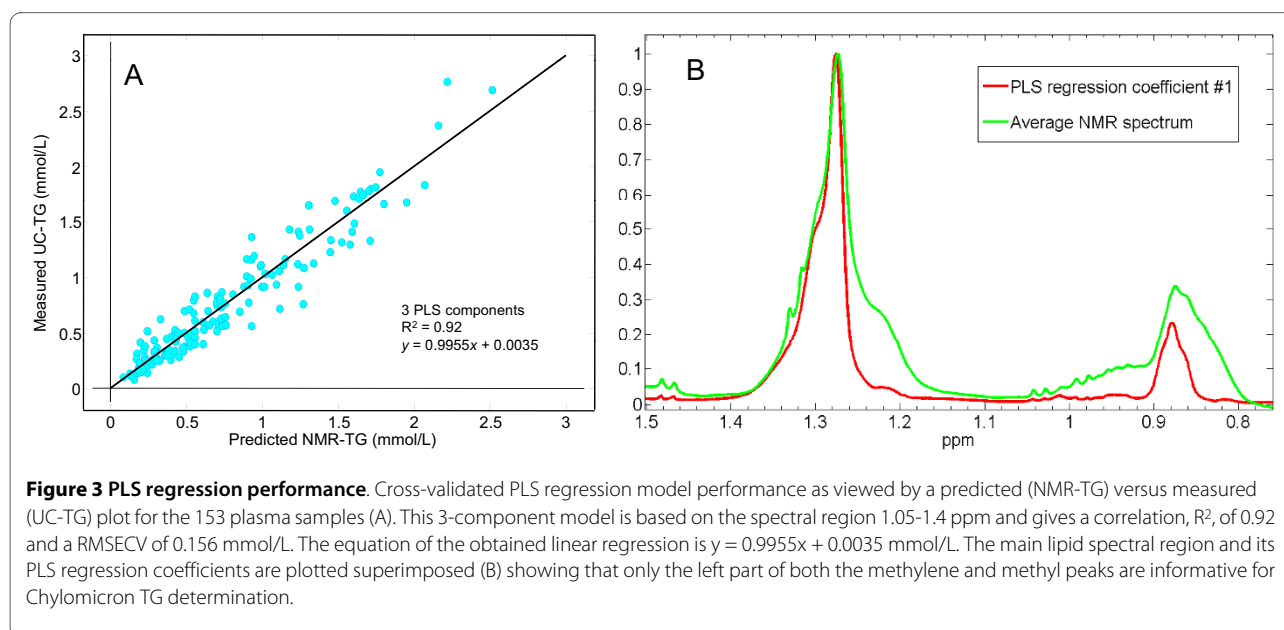 A
3
2.5
2
1.5
1
0.5
0
Measured UC-TG (mmol/L)
3 PLS components
R² = 0.92
y = 0.9955x + 0.0035
0 0.5 1 1.5 2 2.5 3
Predicted NMR-TG (mmol/L)
B
PLS regression coefficient #1
Average NMR spectrum
1
0.9
0.8
0.7
0.6
0.5
0.4
0.3
0.2
0.1
0
1.5 1.4 1.3 1.2 1.1 1 0.9 0.8
ppm
Figure 3 PLS regression performance. Cross-validated PLS regression model performance as viewed by a predicted (NMR-TG) versus measured
(UC-TG) plot for the 153 plasma samples (A). This 3-component model is based on the spectral region 1.05-1.4 ppm and gives a correlation, R², of 0.92
and a RMSECV of 0.156 mmol/L. The equation of the obtained linear regression is y = 0.9955x + 0.0035 mmol/L. The main lipid spectral region and its
PLS regression coefficients are plotted superimposed (B) showing that only the left part of both the methylene and methyl peaks are informative for
Chylomicron TG determination.